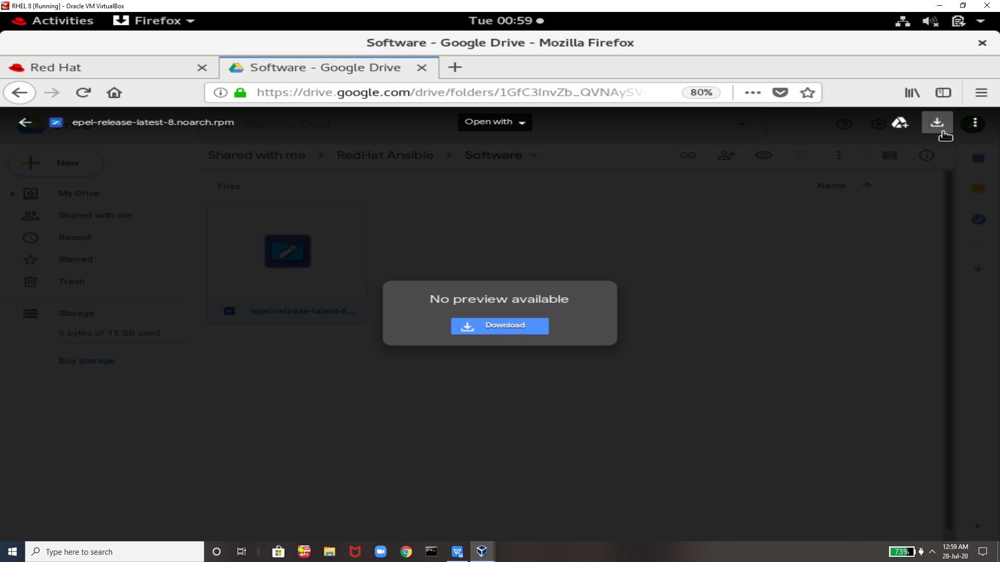 RHEL 8 [Running] - Oracle VM VirtualBox
Activities Firefox Tue 00:59
Software - Google Drive - Mozilla Firefox
Red Hat Software - Google Drive
https://drive.google.com/drive/folders/1GfC3InvZb_QVNAySV 80%
epel-release-latest-8.noarch.rpm Search in Drive Open with
Shared with me > RedHat Ansible > Software
New
Files Name
My Drive
Shared with me
Recent
Starred
Trash
epel-release-latest-8....
Storage
0 bytes of 15 GB used
Buy storage
No preview available
Download
Type here to search
73%
12:59 AM
28-Jul-20